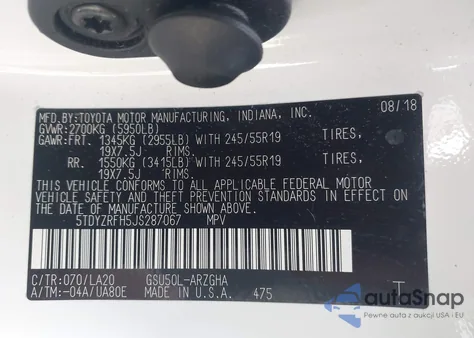 MFD.BY:TOYOTA MOTOR MANUFACTURING, INDIANA, INC. 08/18
GVWR:2700KG (5950LB)
GAWR:FRT. 1345KG (2955LB) WITH 245/55R19 TIRES,
19X7.5J RIMS.
RR. 1550KG (3415LB) WITH 245/55R19 TIRES,
19X7.5J RIMS.
THIS VEHICLE CONFORMS TO ALL APPLICABLE FEDERAL MOTOR
VEHICLE SAFETY AND THEFT PREVENTION STANDARDS IN EFFECT
ON THE DATE OF MANUFACTURE SHOWN ABOVE.
5TDYZRFH5JS287067 MPV
C/TR:070/LA20 GSU50L-ARZGHA T
A/TM:-04A/UA80E MADE IN U.S.A. 475
autoSnap
Pewne auto z aukcji USA i EU